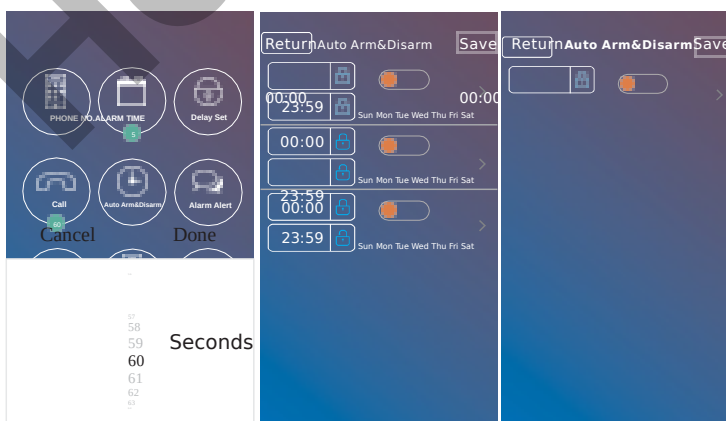 PHONE NO.
ALARM TIME
Delay Set
5
Call
Auto Arm&Disarm
Alarm Alert
60
Cancel
Done
57
58
59
60
61
62
63
Seconds
Return
Auto Arm&Disarm
Save
00:00
00:00
23:59
Sun Mon Tue Wed Thu Fri Sat
00:00
Sun Mon Tue Wed Thu Fri Sat
23:59
00:00
23:59
Sun Mon Tue Wed Thu Fri Sat
Return
Auto Arm&Disarm
Save